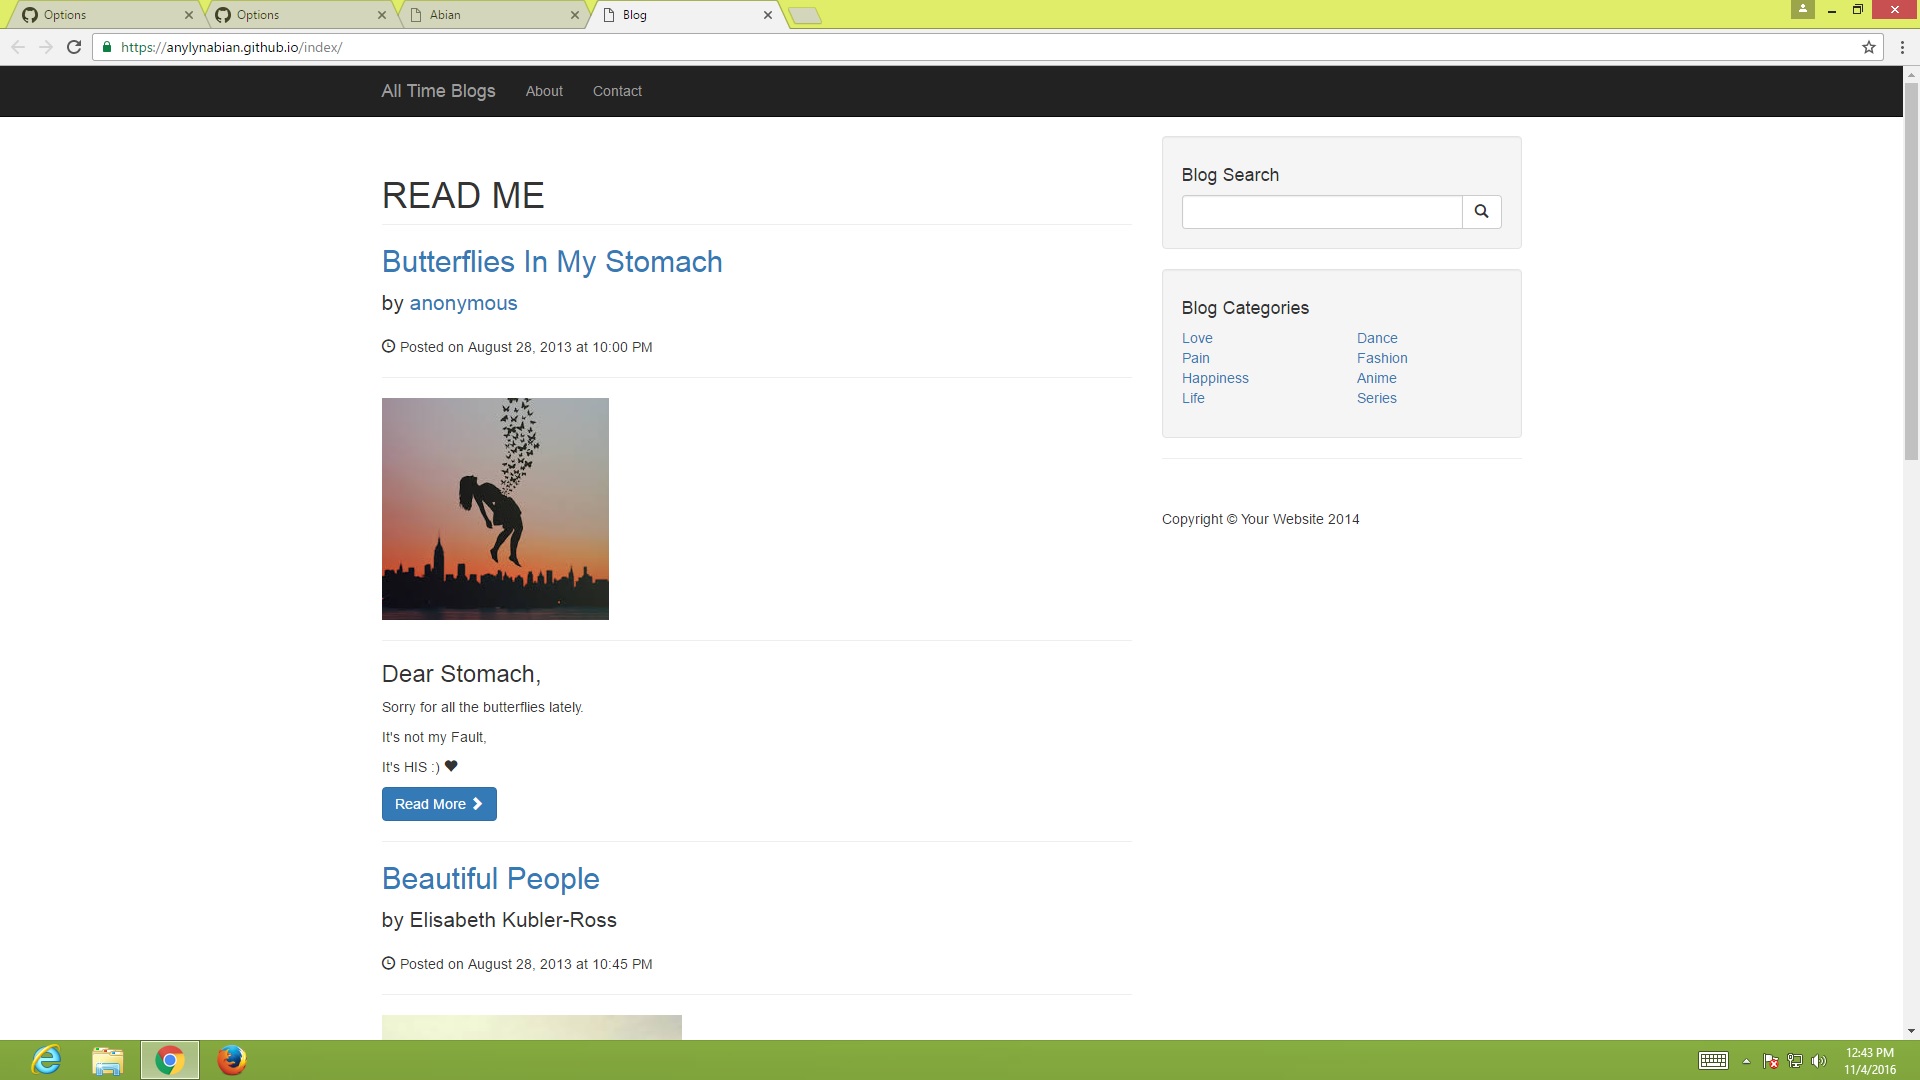 Options
Options
Abian
Blog
https://anylynabian.github.io/index/
All Time Blogs About Contact
READ ME
Butterflies In My Stomach
by anonymous
Posted on August 28, 2013 at 10:00 PM
Dear Stomach,
Sorry for all the butterflies lately.
It's not my Fault,
It's HIS :)
Read More
Beautiful People
by Elisabeth Kubler-Ross
Posted on August 28, 2013 at 10:45 PM
Blog Search
Blog Categories
Love Dance
Pain Fashion
Happiness Anime
Life Series
Copyright © Your Website 2014
12:43 PM
11/4/2016